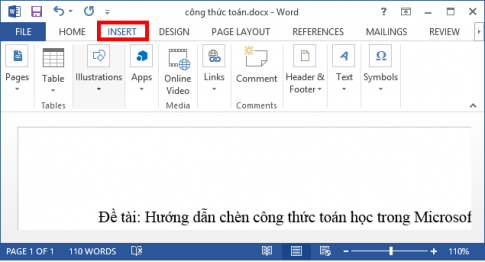 công thức toán.docx - Word
FILE HOME INSERT DESIGN PAGE LAYOUT REFERENCES MAILINGS REVIEW
Pages Table Illustrations Apps Online Video Links Comment Header & Footer Text Symbols
Tables Media Comments
Đề tài: Hướng dẫn chèn công thức toán học trong Microsof
PAGE 1 OF 1 110 WORDS 110%